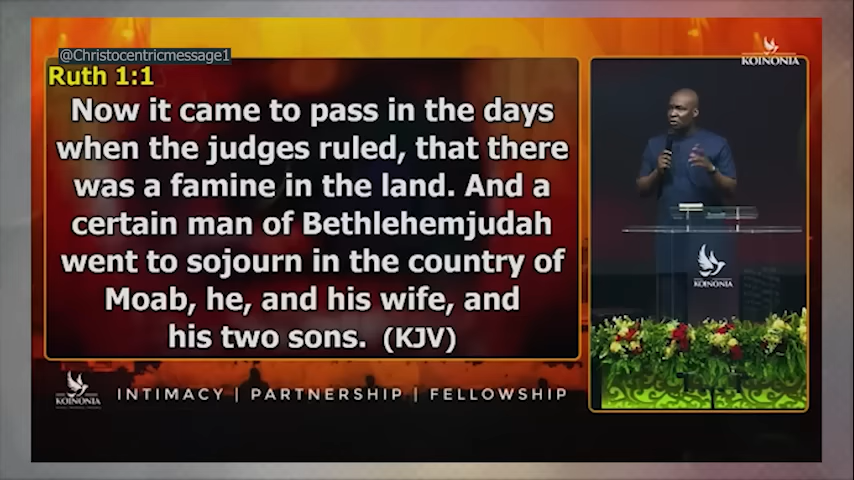 @Christocentricmessage1
KOINONIA
Ruth 1:1
Now it came to pass in the days
when the judges ruled, that there
was a famine in the land. And a
certain man of Bethlehemjudah
went to sojourn in the country of
Moab, he, and his wife, and
his two sons. (KJV)
KOINONIA
KOINONIA
INTIMACY | PARTNERSHIP | FELLOWSHIP